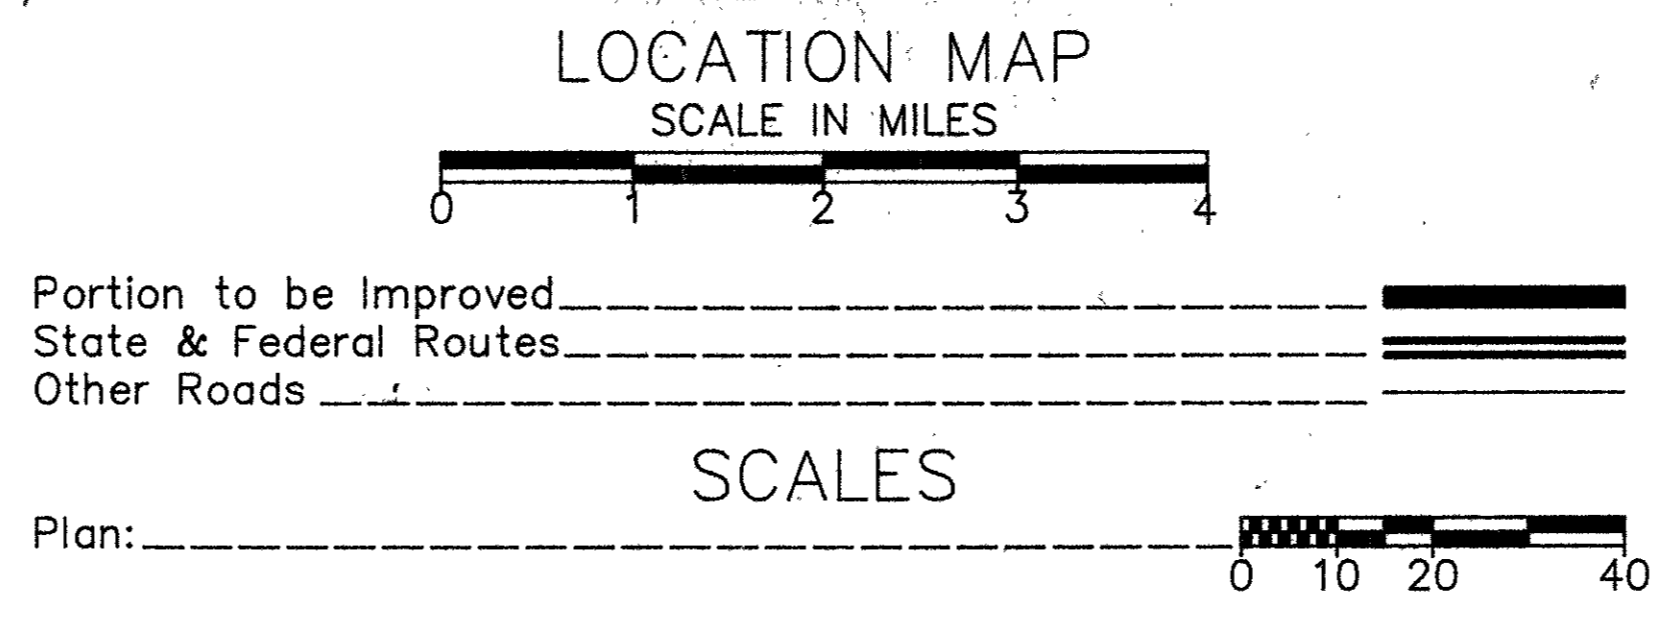 LOCATION MAP
SCALE IN MILES
0 1 2 3 4
Portion to be Improved
State & Federal Routes
Other Roads
SCALES
Plan:
0 10 20 40